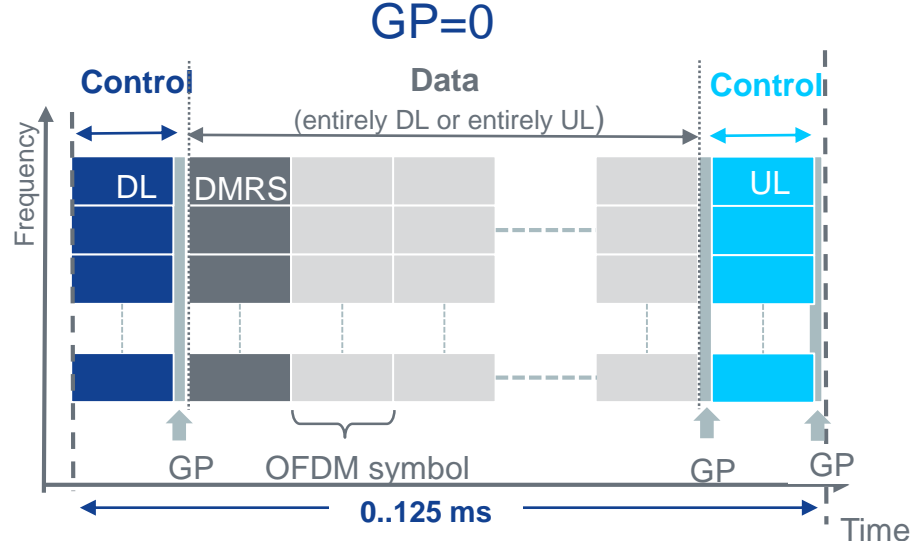 GP=0
Control
Data
Control
(entirely DL or entirely UL)
Frequency
DL
DMRS
UL
GP
OFDM symbol
GP
GP
0..125 ms
Time